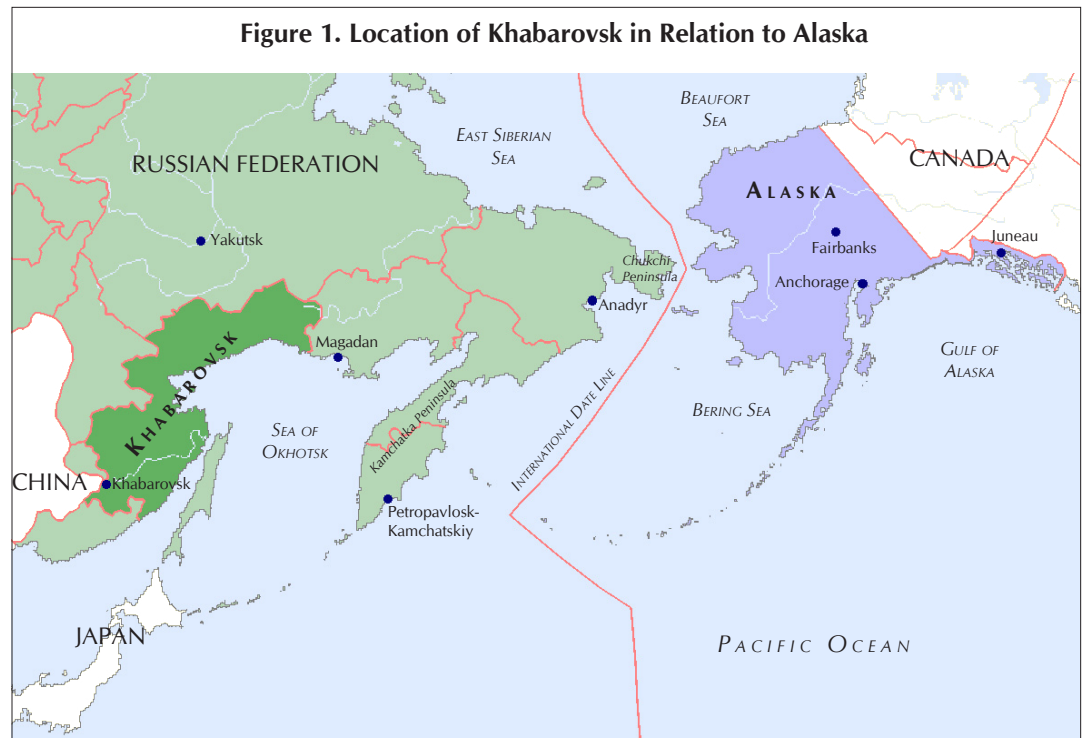 Figure 1. Location of Khabarovsk in Relation to Alaska
BEAUFORT
SEA
EAST SIBERIAN
SEA
RUSSIAN FEDERATION
CANADA
ALASKA
Yakutsk
Fairbanks
Juneau
Chukchi
Peninsula
Anchorage
Anadyr
Magadan
GULF OF
ALASKA
KHABAROVSK
Kamchatka Peninsula
INTERNATIONAL DATE LINE
BERING SEA
SEA OF
OKHOTSK
CHINA
Khabarovsk
Petropavlosk-
Kamchatskiy
JAPAN
PACIFIC OCEAN